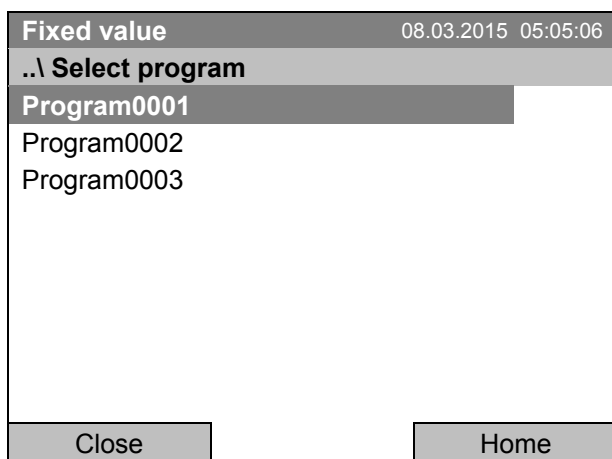 Fixed value 08.03.2015 05:05:06
..\ Select program
Program0001
Program0002
Program0003
Close Home